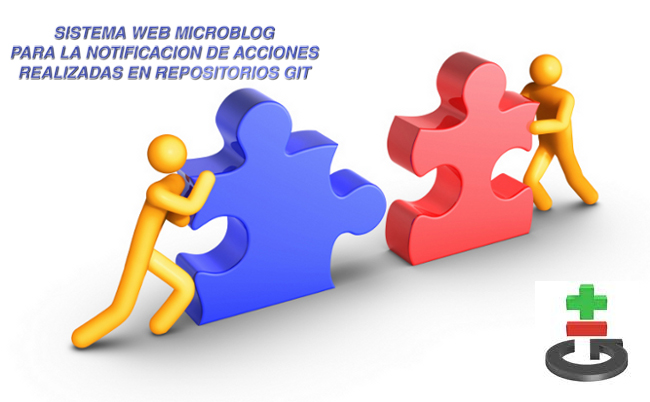 SISTEMA WEB MICROBLOG
PARA LA NOTIFICACION DE ACCIONES
REALIZADAS EN REPOSITORIOS GIT